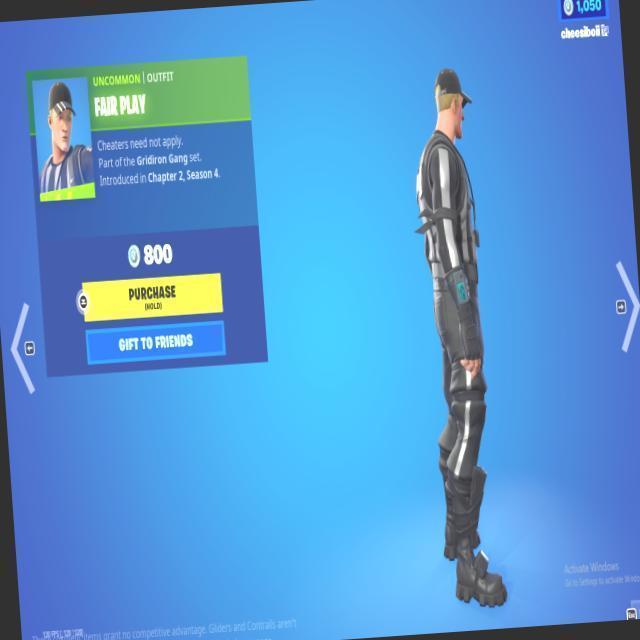 1,050
cheesiboii
UNCOMMON | OUTFIT
FAIR PLAY
Cheaters need not apply.
Part of the Gridiron Gang set.
Introduced in Chapter 2, Season 4.
800
PURCHASE
(HOLD)
GIFT TO FRIENDS
Activate Windows
Go to Settings to activate Windo
items grant no competitive advantage. Gliders and Contrails aren't